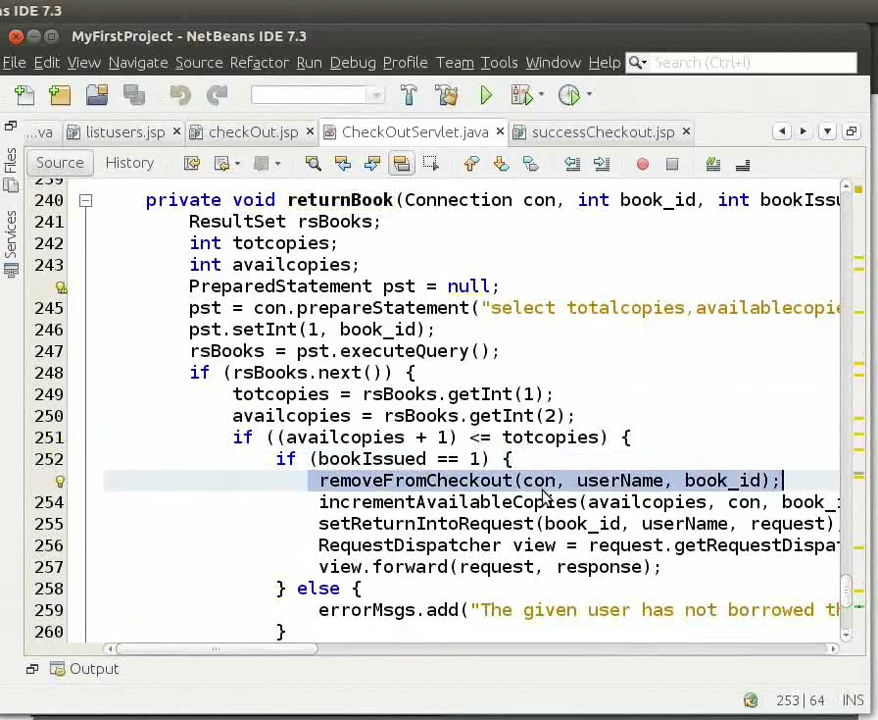 s IDE 7.3
MyFirstProject - NetBeans IDE 7.3
File Edit View Navigate Source Refactor Run Debug Profile Team Tools Window Help Search (Ctrl+I)
...va listusers.jsp checkOut.jsp CheckOutServlet.java successCheckout.jsp
Files
Services
Source History
239
240 private void returnBook(Connection con, int book_id, int bookIssu
241 ResultSet rsBooks;
242 int totcopies;
243 int availcopies;
PreparedStatement pst = null;
245 pst = con.prepareStatement("select totalcopies,availablecopie
246 pst.setInt(1, book_id);
247 rsBooks = pst.executeQuery();
248 if (rsBooks.next()) {
249 totcopies = rsBooks.getInt(1);
250 availcopies = rsBooks.getInt(2);
251 if ((availcopies + 1) <= totcopies) {
252 if (bookIssued == 1) {
removeFromCheckout(con, userName, book_id);
254 incrementAvailableCopies(availcopies, con, book_i
255 setReturnIntoRequest(book_id, userName, request)
256 RequestDispatcher view = request.getRequestDispat
257 view.forward(request, response);
258 } else {
259 errorMsgs.add("The given user has not borrowed th
260 }
Output
253|64 INS